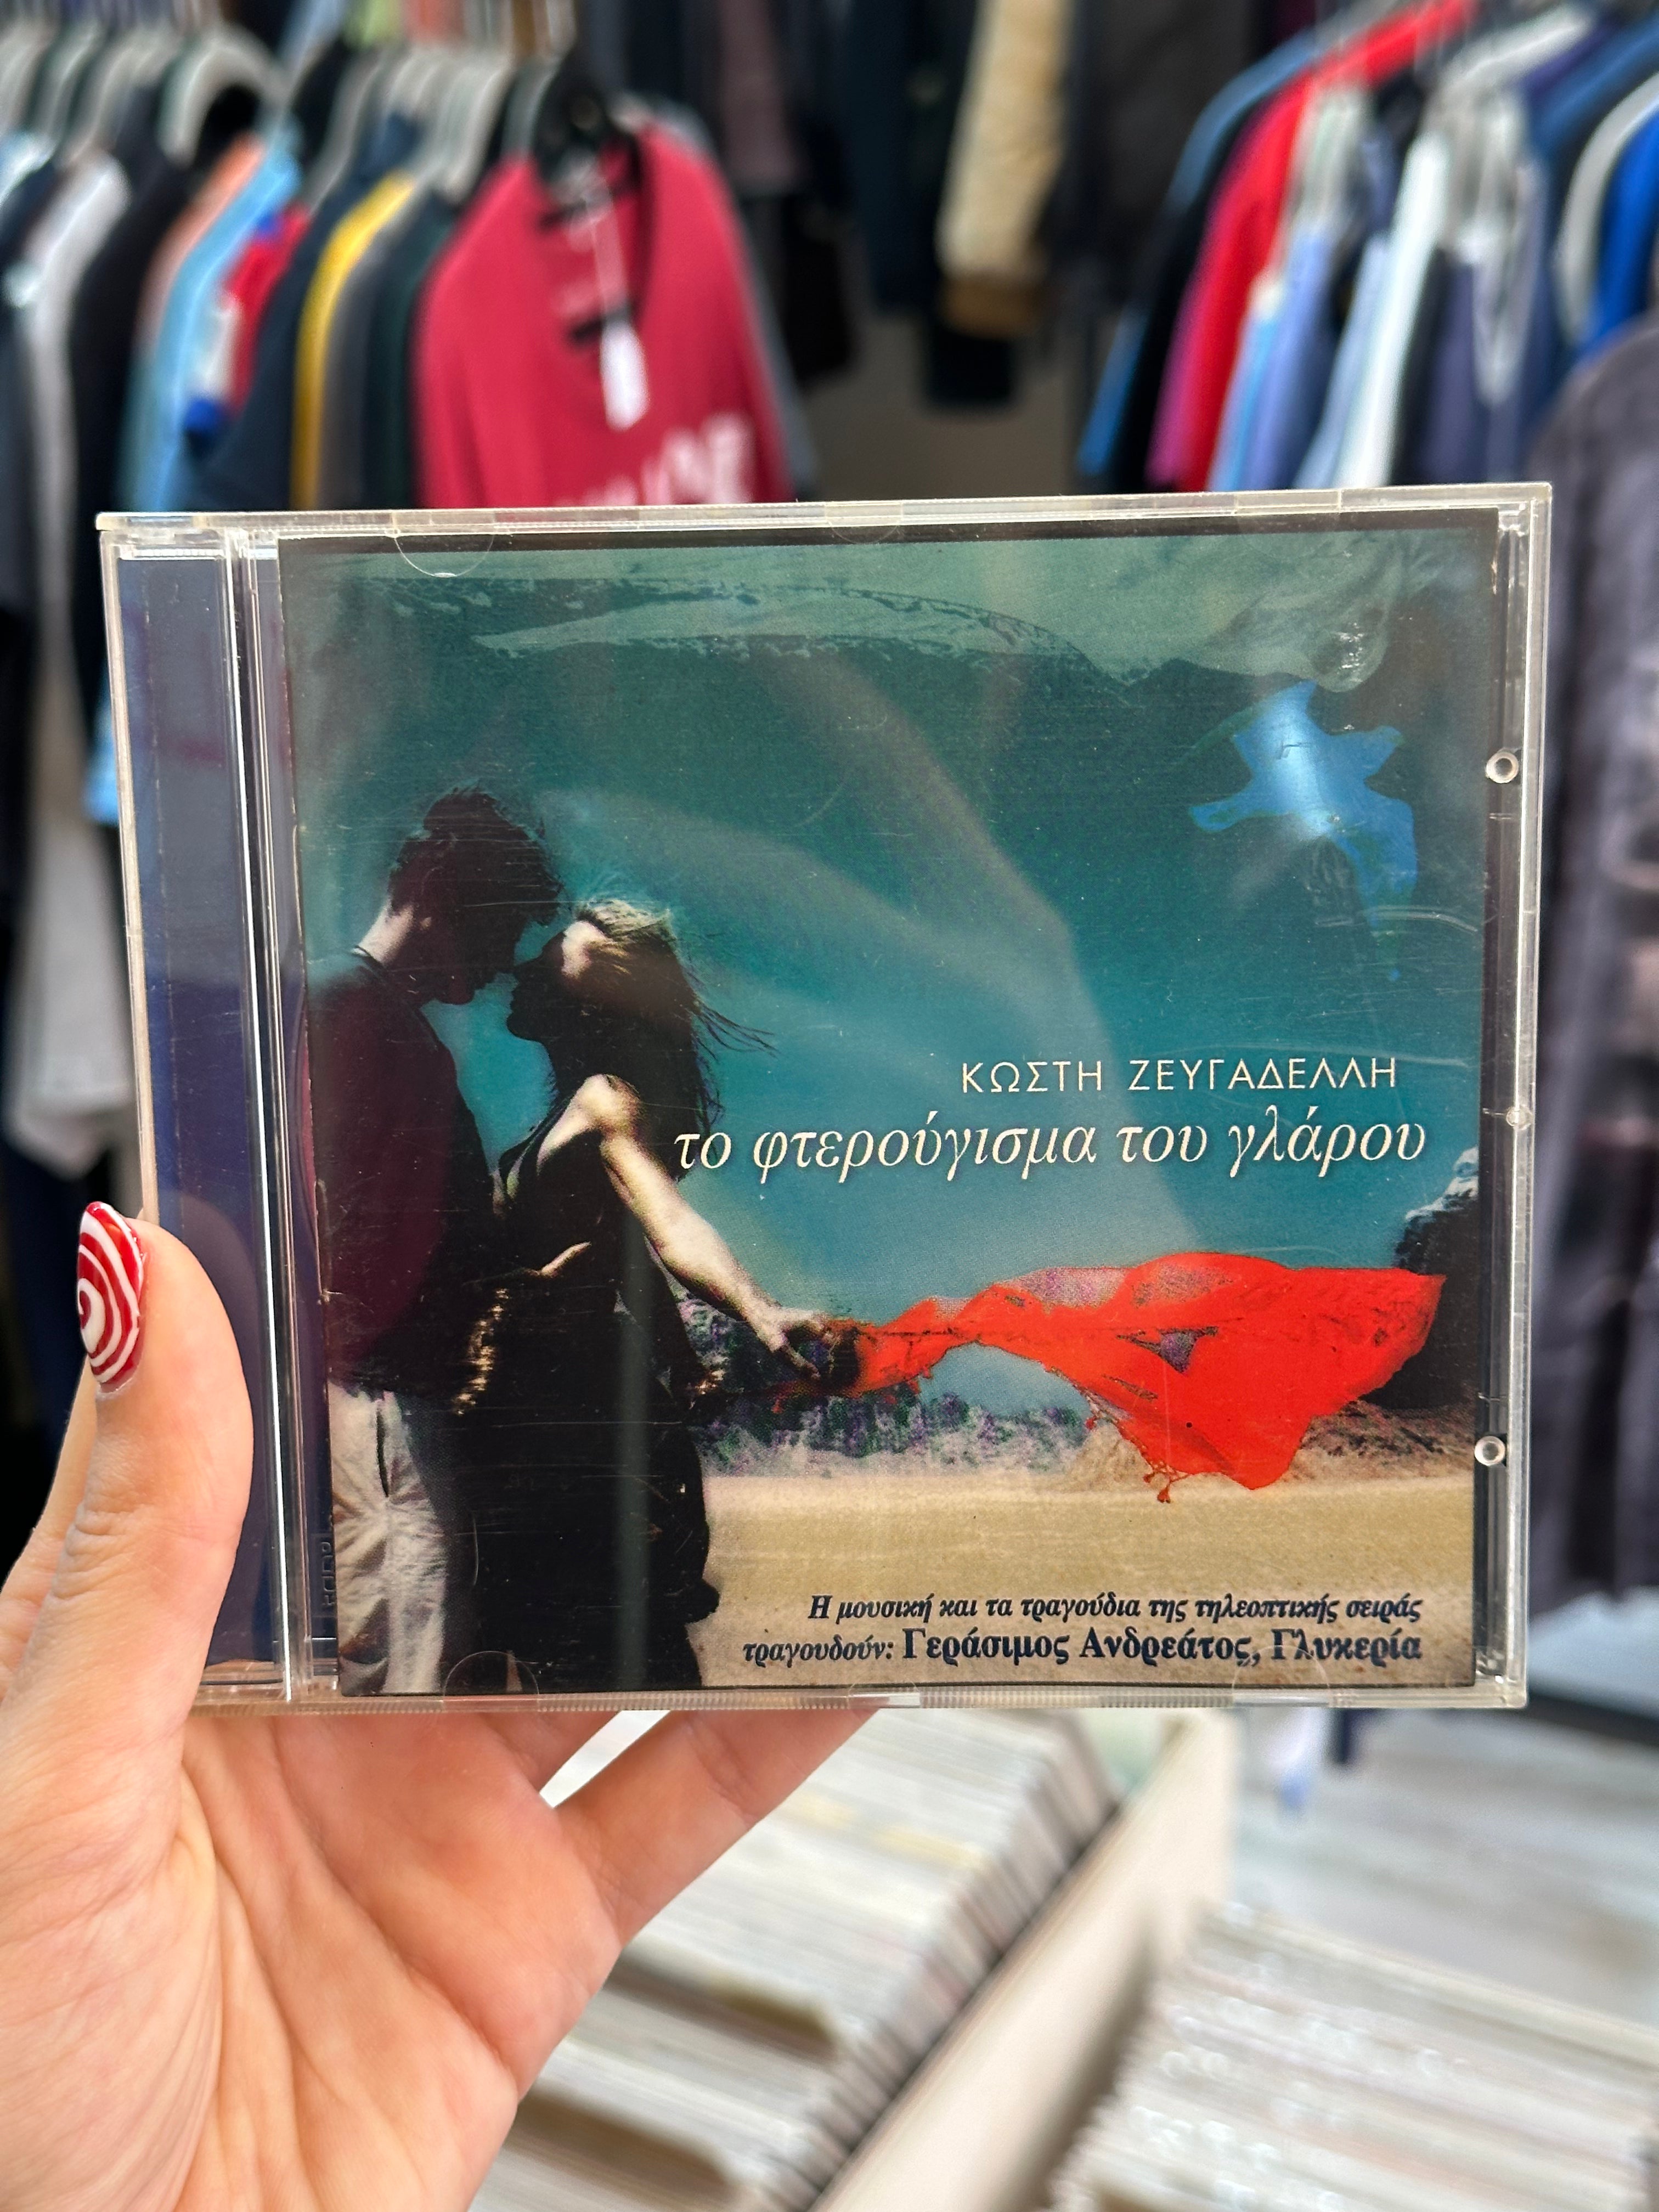 ΚΩΣΤΗ ΖΕΥΓΑΔΕΛΛΗ
το φτερούγισμα του γλάρου
Η μουσική και τα τραγούδια της τηλεοπτικής σειράς
τραγουδούν: Γεράσιμος Ανδρεάτος, Γλυκερία